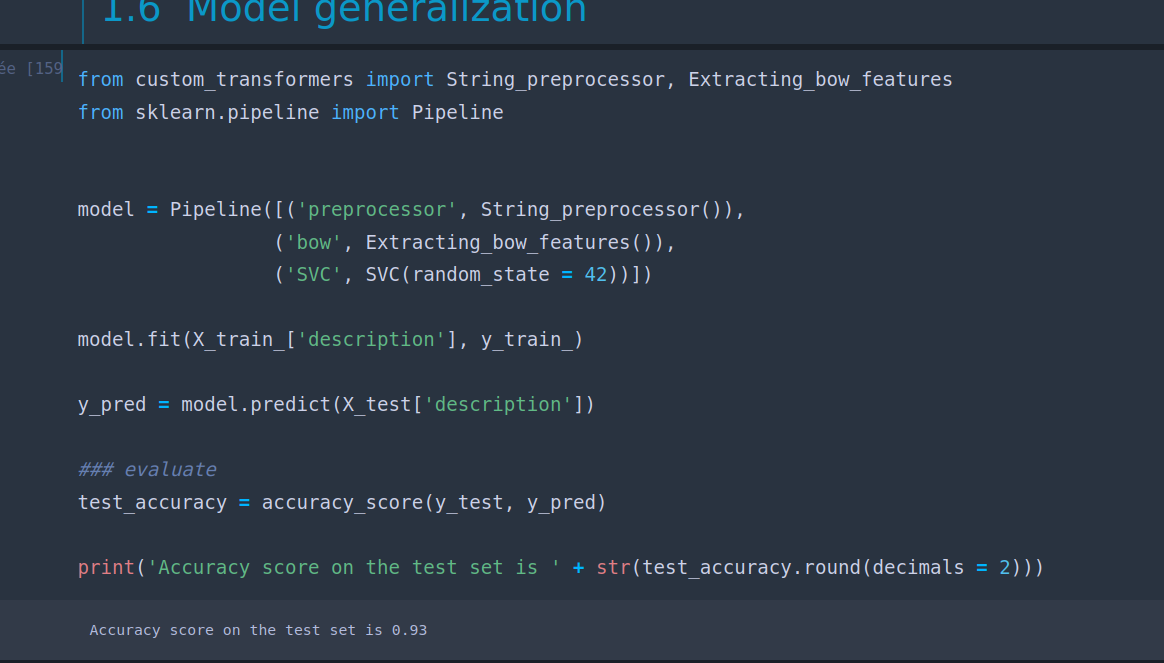 1.6 Model generalization
ée [159
from custom_transformers import String_preprocessor, Extracting_bow_features
from sklearn.pipeline import Pipeline
model = Pipeline([('preprocessor', String_preprocessor()),
('bow', Extracting_bow_features()),
('SVC', SVC(random_state = 42))])
model.fit(X_train_['description'], y_train_)
y_pred = model.predict(X_test['description'])
### evaluate
test_accuracy = accuracy_score(y_test, y_pred)
print('Accuracy score on the test set is ' + str(test_accuracy.round(decimals = 2)))
Accuracy score on the test set is 0.93